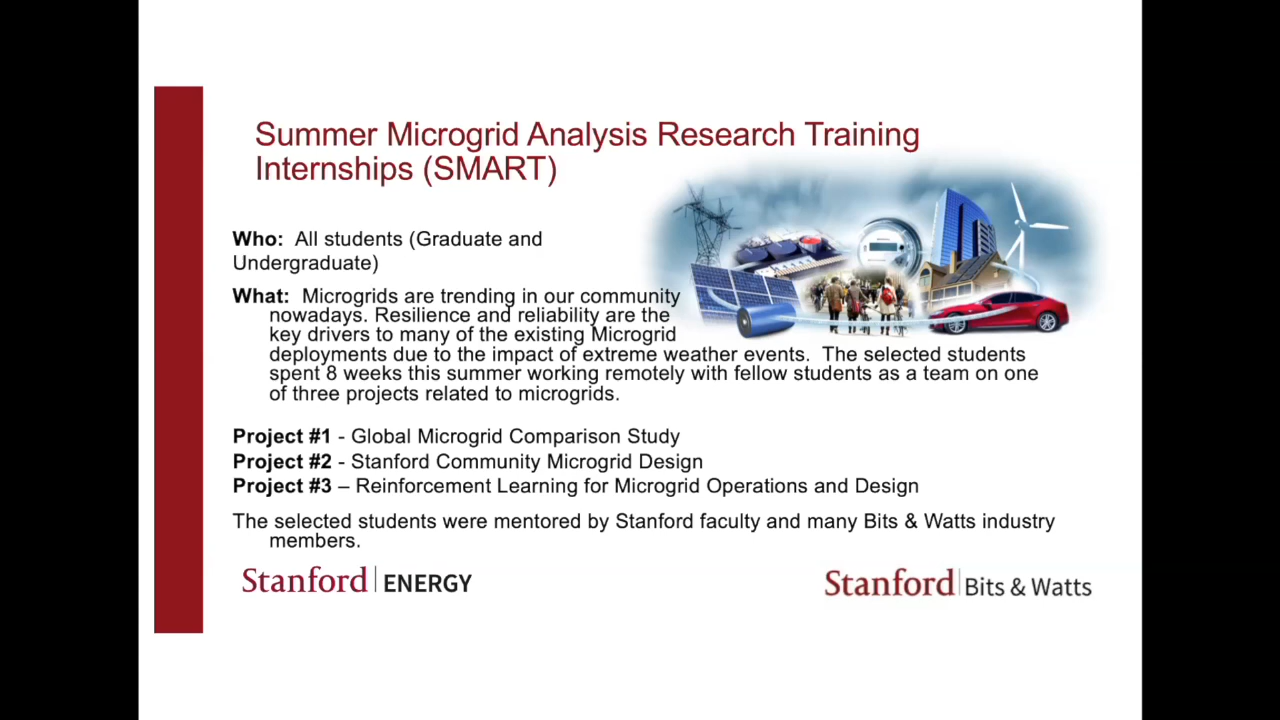 Summer Microgrid Analysis Research Training
Internships (SMART)
Who: All students (Graduate and
Undergraduate)
What: Microgrids are trending in our community
nowadays. Resilience and reliability are the
key drivers to many of the existing Microgrid
deployments due to the impact of extreme weather events. The selected students
spent 8 weeks this summer working remotely with fellow students as a team on one
of three projects related to microgrids.
Project #1 - Global Microgrid Comparison Study
Project #2 - Stanford Community Microgrid Design
Project #3 – Reinforcement Learning for Microgrid Operations and Design
The selected students were mentored by Stanford faculty and many Bits & Watts industry
members.
Stanford | ENERGY
Stanford | Bits & Watts